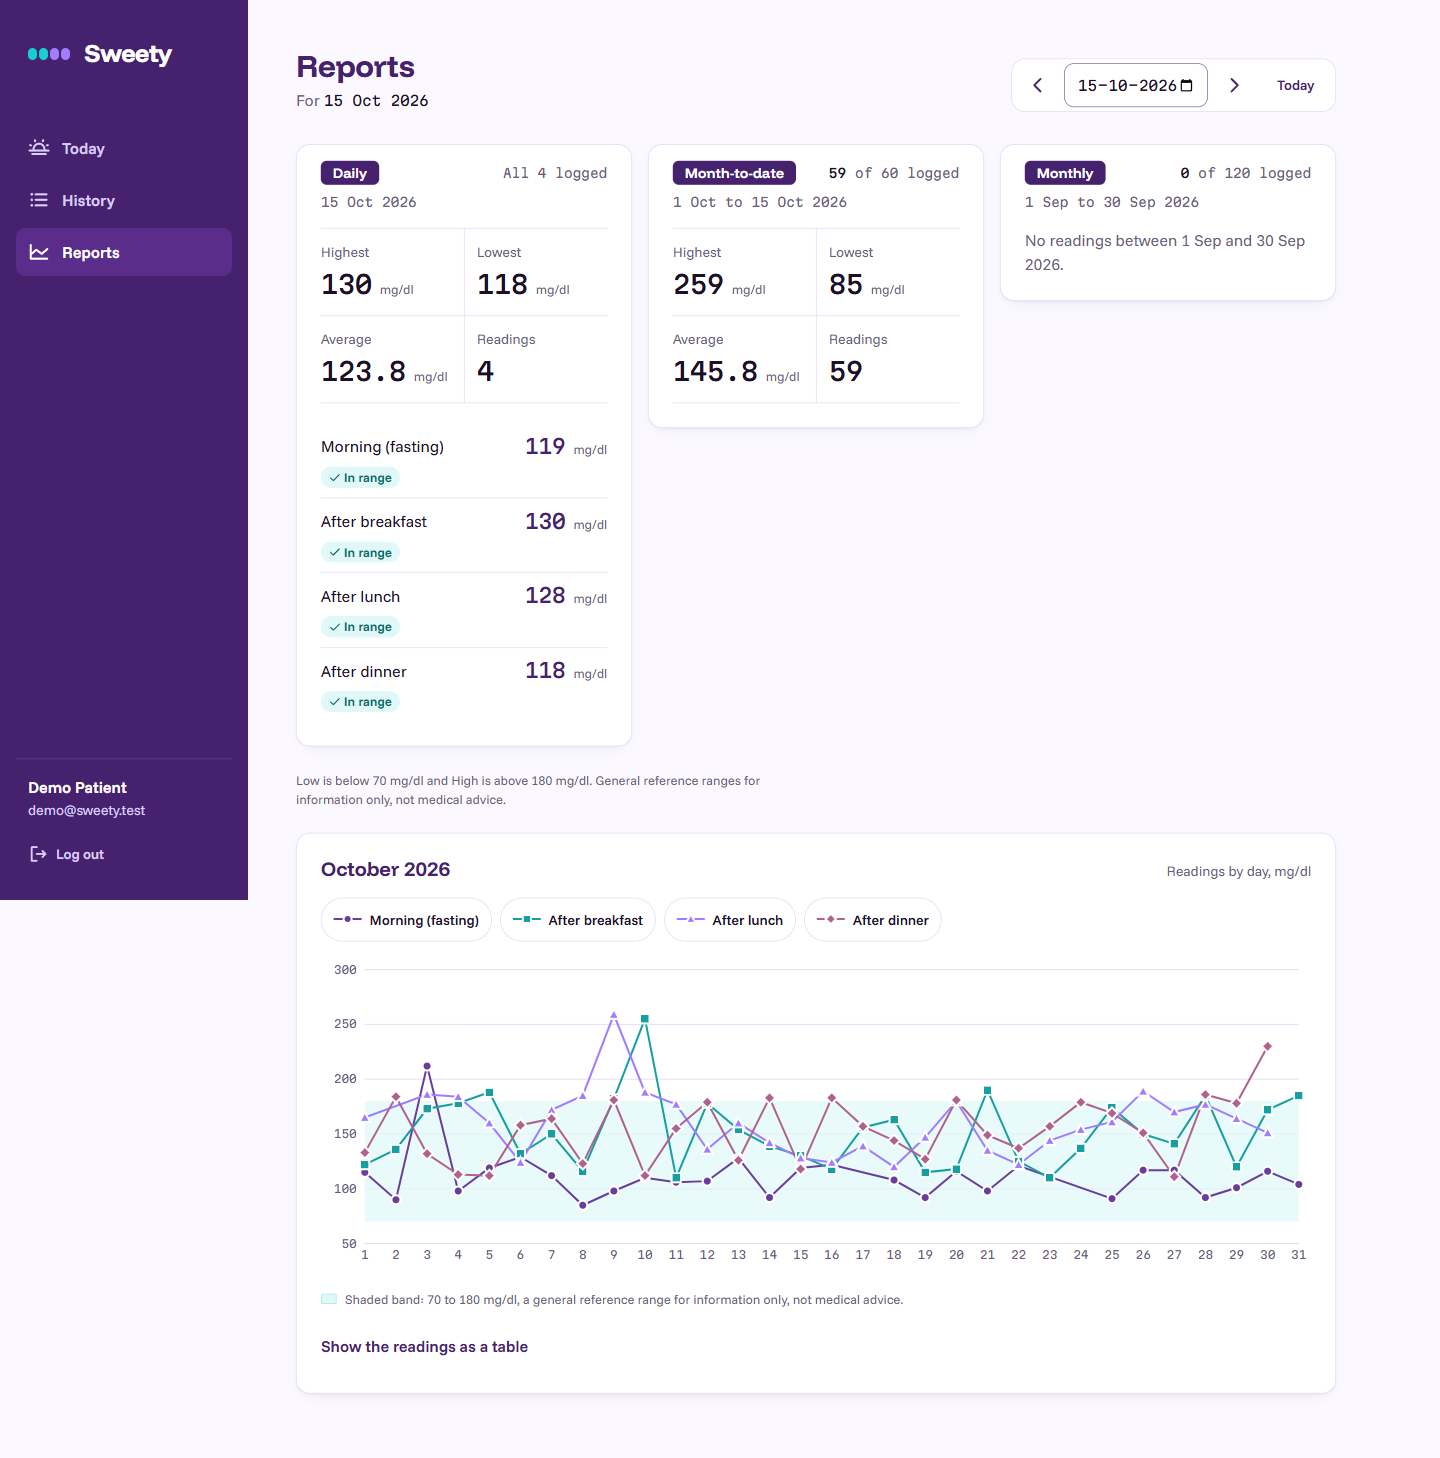 Sweety
Today
History
Reports
Demo Patient
demo@sweety.test
Log out
Reports
For 15 Oct 2026
15-10-2026
Today
Daily
All 4 logged
15 Oct 2026
Highest
130 mg/dl
Lowest
118 mg/dl
Average
123.8 mg/dl
Readings
4
Morning (fasting)
119 mg/dl
In range
After breakfast
130 mg/dl
In range
After lunch
128 mg/dl
In range
After dinner
118 mg/dl
In range
Month-to-date
59 of 60 logged
1 Oct to 15 Oct 2026
Highest
259 mg/dl
Lowest
85 mg/dl
Average
145.8 mg/dl
Readings
59
Monthly
0 of 120 logged
1 Sep to 30 Sep 2026
No readings between 1 Sep and 30 Sep
2026.
Low is below 70 mg/dl and High is above 180 mg/dl. General reference ranges for
information only, not medical advice.
October 2026
Readings by day, mg/dl
Morning (fasting)
After breakfast
After lunch
After dinner
300
250
200
150
100
50
1 2 3 4 5 6 7 8 9 10 11 12 13 14 15 16 17 18 19 20 21 22 23 24 25 26 27 28 29 30 31
Shaded band: 70 to 180 mg/dl, a general reference range for information only, not medical advice.
Show the readings as a table